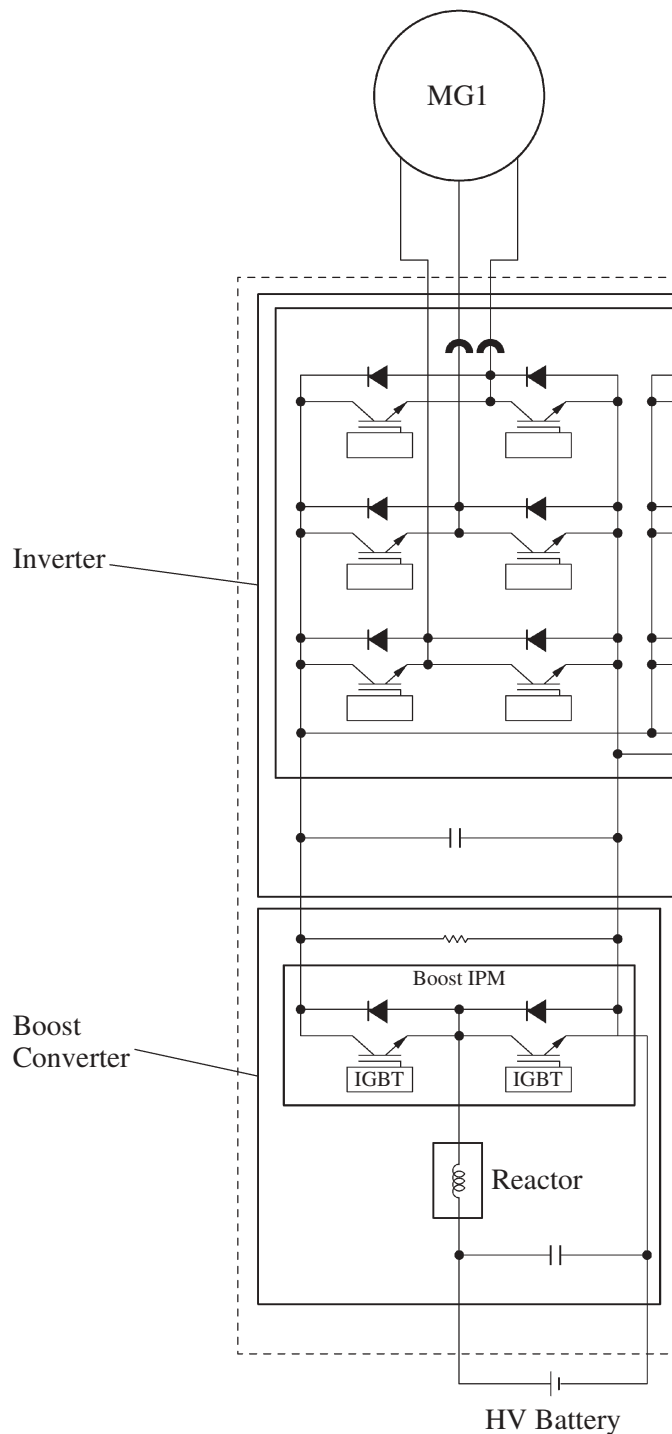 MG1
Inverter
Boost IPM
Boost
Converter
IGBT
IGBT
Reactor
HV Battery